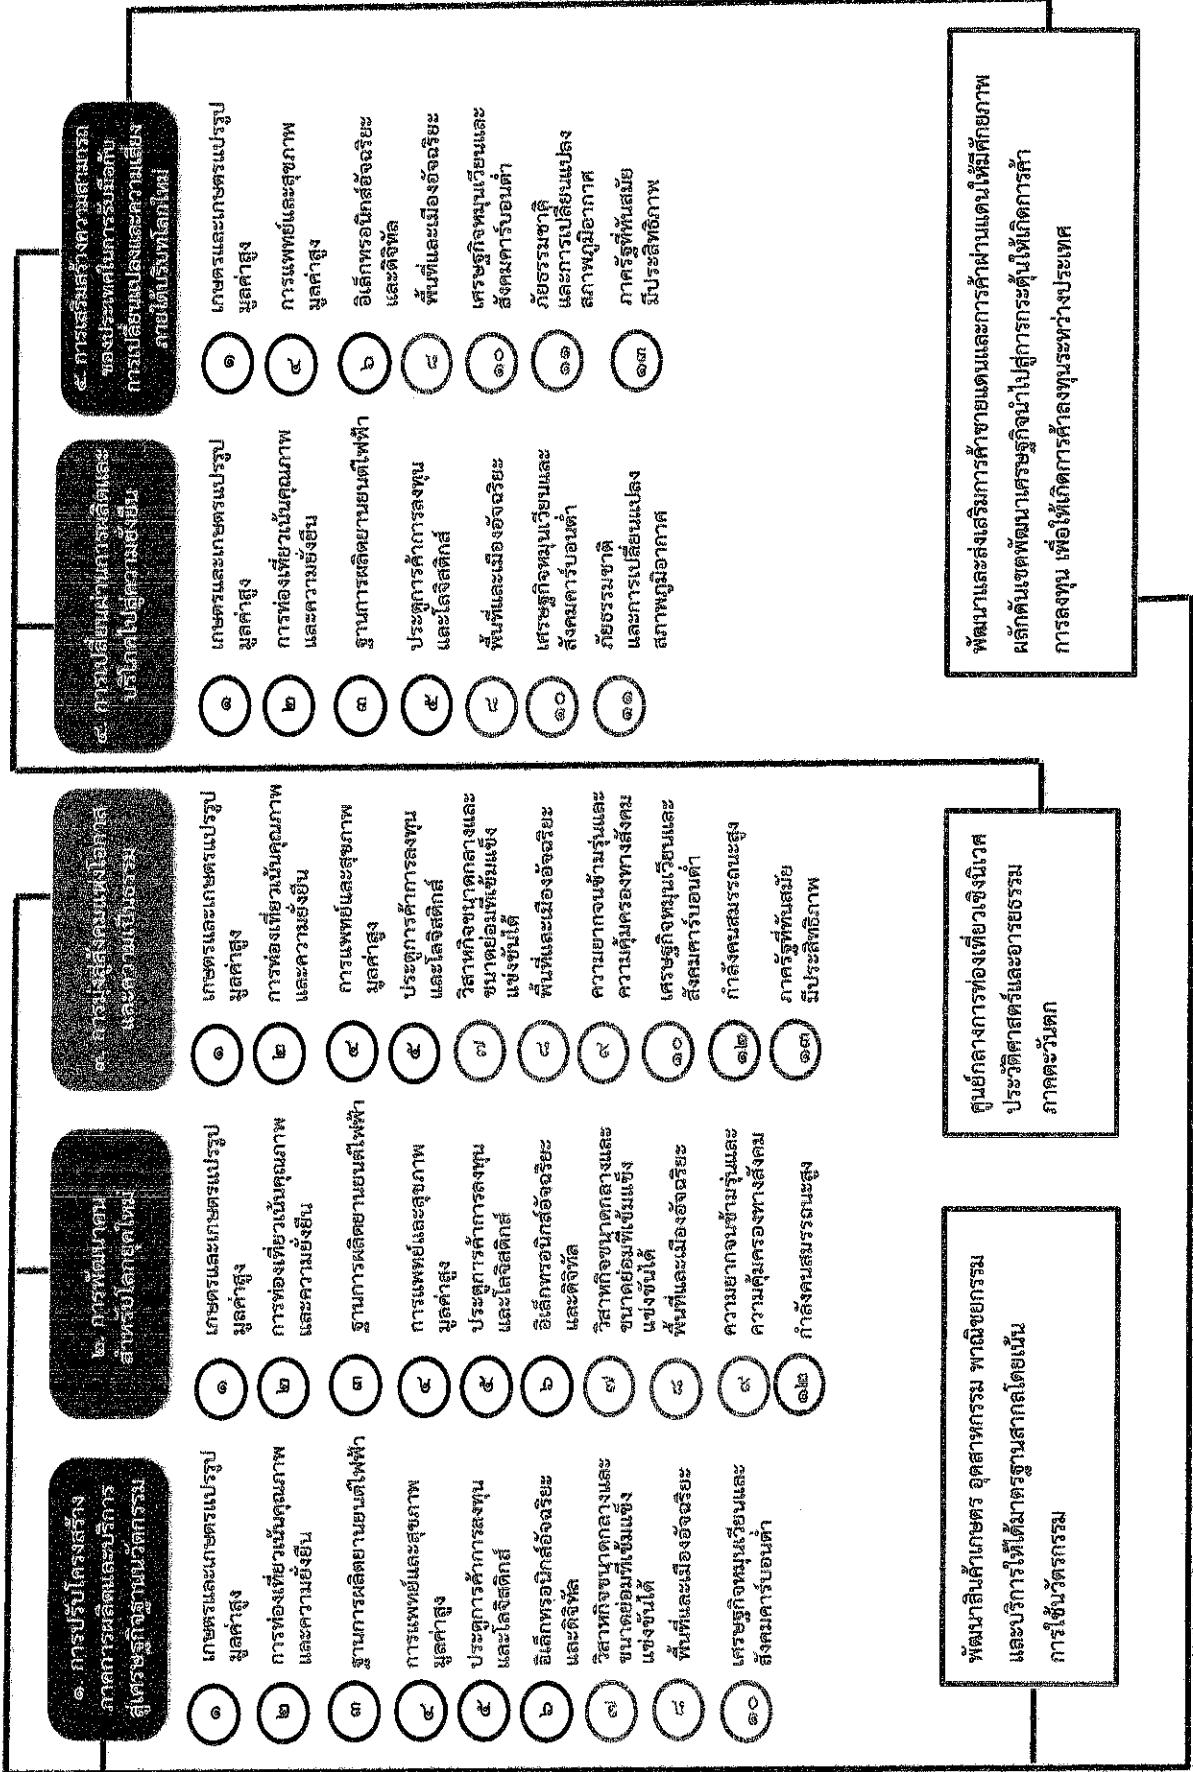 ๑. การปรับโครงสร้าง
ภาคการผลิตและบริการ
สู่เศรษฐกิจฐานนวัตกรรม
๑
เกษตรและเกษตรแปรรูป
มูลค่าสูง
๒
การท่องเที่ยวเน้นคุณภาพ
และความยั่งยืน
๓
ฐานการผลิตยานยนต์ไฟฟ้า
๔
การแพทย์และสุขภาพ
มูลค่าสูง
๕
ประตูการค้าการลงทุน
และโลจิสติกส์
๖
อิเล็กทรอนิกส์อัจฉริยะ
และดิจิทัล
๗
วิสาหกิจขนาดกลางและ
ขนาดย่อมที่เข้มแข็ง
แข่งขันได้
๘
พื้นที่และเมืองอัจฉริยะ
๑๐
เศรษฐกิจหมุนเวียนและ
สังคมคาร์บอนต่ำ
๒. การพัฒนาคน
สำหรับโลกยุคใหม่
๑
เกษตรและเกษตรแปรรูป
มูลค่าสูง
๒
การท่องเที่ยวเน้นคุณภาพ
และความยั่งยืน
๓
ฐานการผลิตยานยนต์ไฟฟ้า
๔
การแพทย์และสุขภาพ
มูลค่าสูง
๕
ประตูการค้าการลงทุน
และโลจิสติกส์
๖
อิเล็กทรอนิกส์อัจฉริยะ
และดิจิทัล
๗
วิสาหกิจขนาดกลางและ
ขนาดย่อมที่เข้มแข็ง
แข่งขันได้
๘
พื้นที่และเมืองอัจฉริยะ
๙
ความยากจนข้ามรุ่นและ
ความคุ้มครองทางสังคม
๑๒
กำลังคนสมรรถนะสูง
๓. การมุ่งสู่สังคมแห่งโอกาส
และความเป็นธรรม
๑
เกษตรและเกษตรแปรรูป
มูลค่าสูง
๒
การท่องเที่ยวเน้นคุณภาพ
และความยั่งยืน
๔
การแพทย์และสุขภาพ
มูลค่าสูง
๕
ประตูการค้าการลงทุน
และโลจิสติกส์
๗
วิสาหกิจขนาดกลางและ
ขนาดย่อมที่เข้มแข็ง
แข่งขันได้
๘
พื้นที่และเมืองอัจฉริยะ
๙
ความยากจนข้ามรุ่นและ
ความคุ้มครองทางสังคม
๑๐
เศรษฐกิจหมุนเวียนและ
สังคมคาร์บอนต่ำ
๑๒
กำลังคนสมรรถนะสูง
๑๓
ภาครัฐที่ทันสมัย
มีประสิทธิภาพ
๔. การเปลี่ยนผ่านการผลิตและ
บริโภคไปสู่ความยั่งยืน
๑
เกษตรและเกษตรแปรรูป
มูลค่าสูง
๒
การท่องเที่ยวเน้นคุณภาพ
และความยั่งยืน
๓
ฐานการผลิตยานยนต์ไฟฟ้า
๕
ประตูการค้าการลงทุน
และโลจิสติกส์
๘
พื้นที่และเมืองอัจฉริยะ
๑๐
เศรษฐกิจหมุนเวียนและ
สังคมคาร์บอนต่ำ
๑๑
ภัยธรรมชาติ
และการเปลี่ยนแปลง
สภาพภูมิอากาศ
๕. การเสริมสร้างความสามารถ
ของประเทศในการรับมือกับ
การเปลี่ยนแปลงและความเสี่ยง
ภายใต้บริบทโลกใหม่
๑
เกษตรและเกษตรแปรรูป
มูลค่าสูง
๔
การแพทย์และสุขภาพ
มูลค่าสูง
๖
อิเล็กทรอนิกส์อัจฉริยะ
และดิจิทัล
๘
พื้นที่และเมืองอัจฉริยะ
๑๐
เศรษฐกิจหมุนเวียนและ
สังคมคาร์บอนต่ำ
๑๑
ภัยธรรมชาติ
และการเปลี่ยนแปลง
สภาพภูมิอากาศ
๑๓
ภาครัฐที่ทันสมัย
มีประสิทธิภาพ
พัฒนาสินค้าเกษตร อุตสาหกรรม พาณิชยกรรม
และบริการให้ได้มาตรฐานสากลโดยเน้น
การใช้นวัตรกรรม
ศูนย์กลางการท่องเที่ยวเชิงนิเวศ
ประวัติศาสตร์และอารยธรรม
ภาคตะวันตก
พัฒนาและส่งเสริมการค้าชายแดนและการค้าผ่านแดนให้มีศักยภาพ
ผลักดันเขตพัฒนาเศรษฐกิจนำไปสู่การกระตุ้นให้เกิดการค้า
การลงทุน เพื่อให้เกิดการค้าลงทุนระหว่างประเทศ